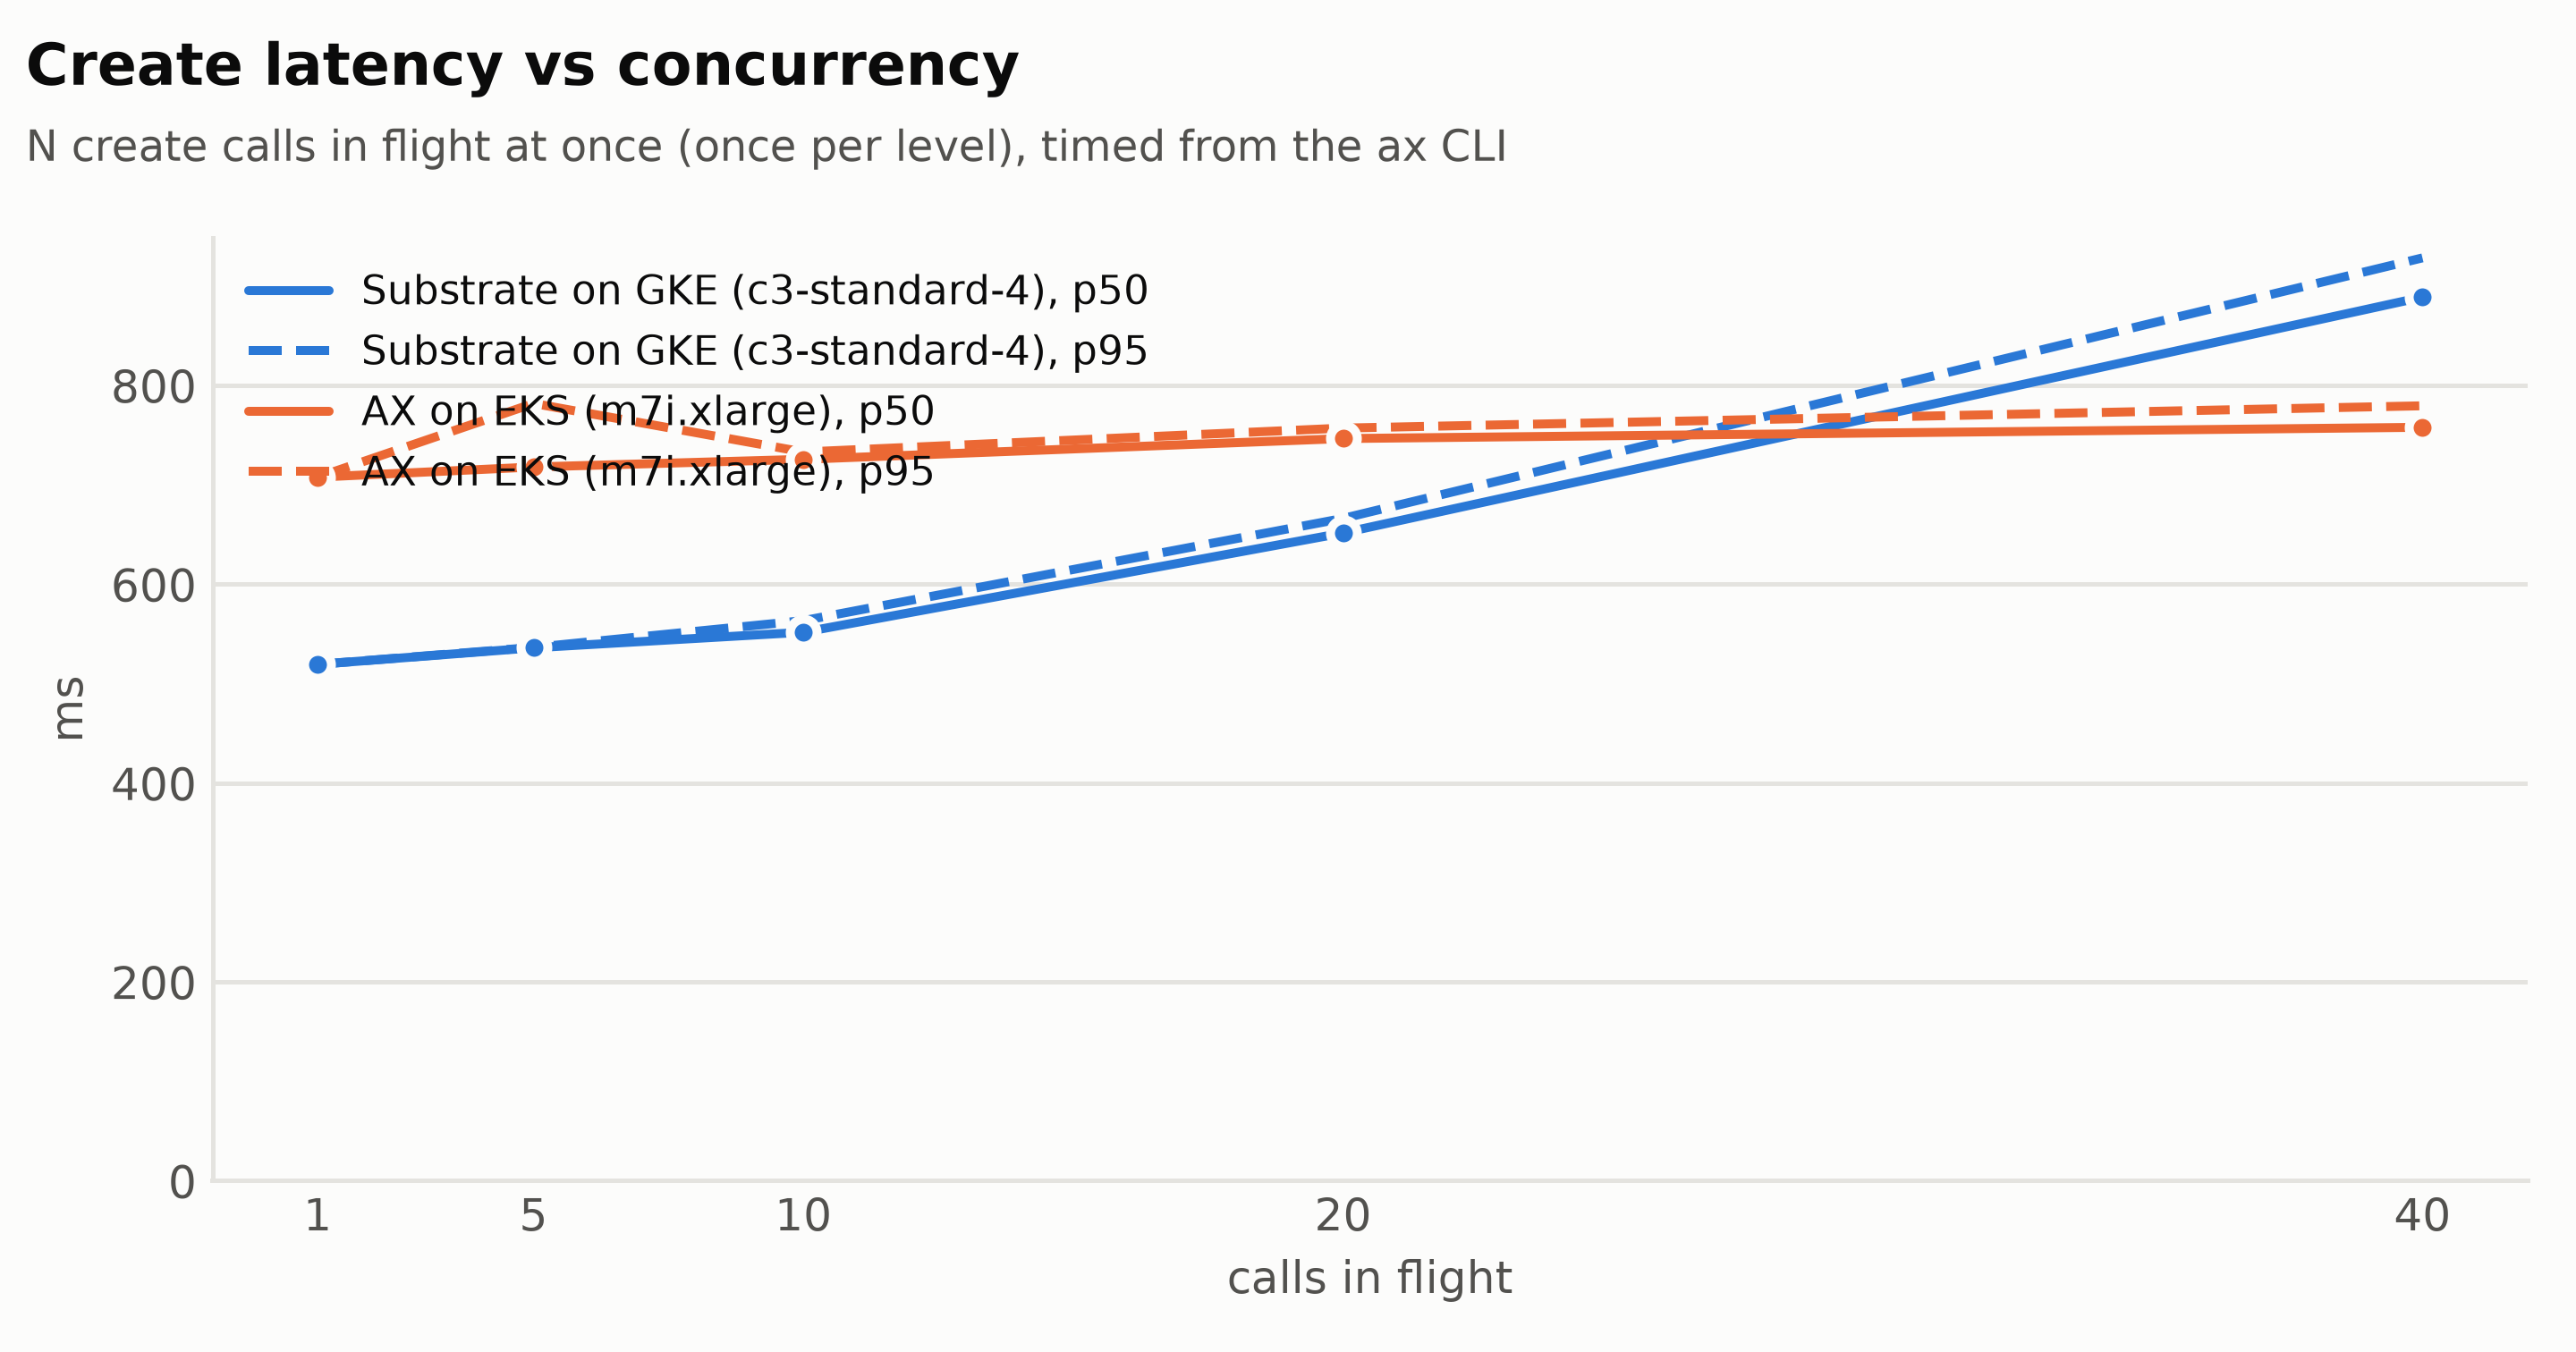 Create latency vs concurrency
N create calls in flight at once (once per level), timed from the ax CLI
Substrate on GKE (c3-standard-4), p50
Substrate on GKE (c3-standard-4), p95
AX on EKS (m7i.xlarge), p50
AX on EKS (m7i.xlarge), p95
800
600
400
200
0
ms
1 5 10 20 40
calls in flight